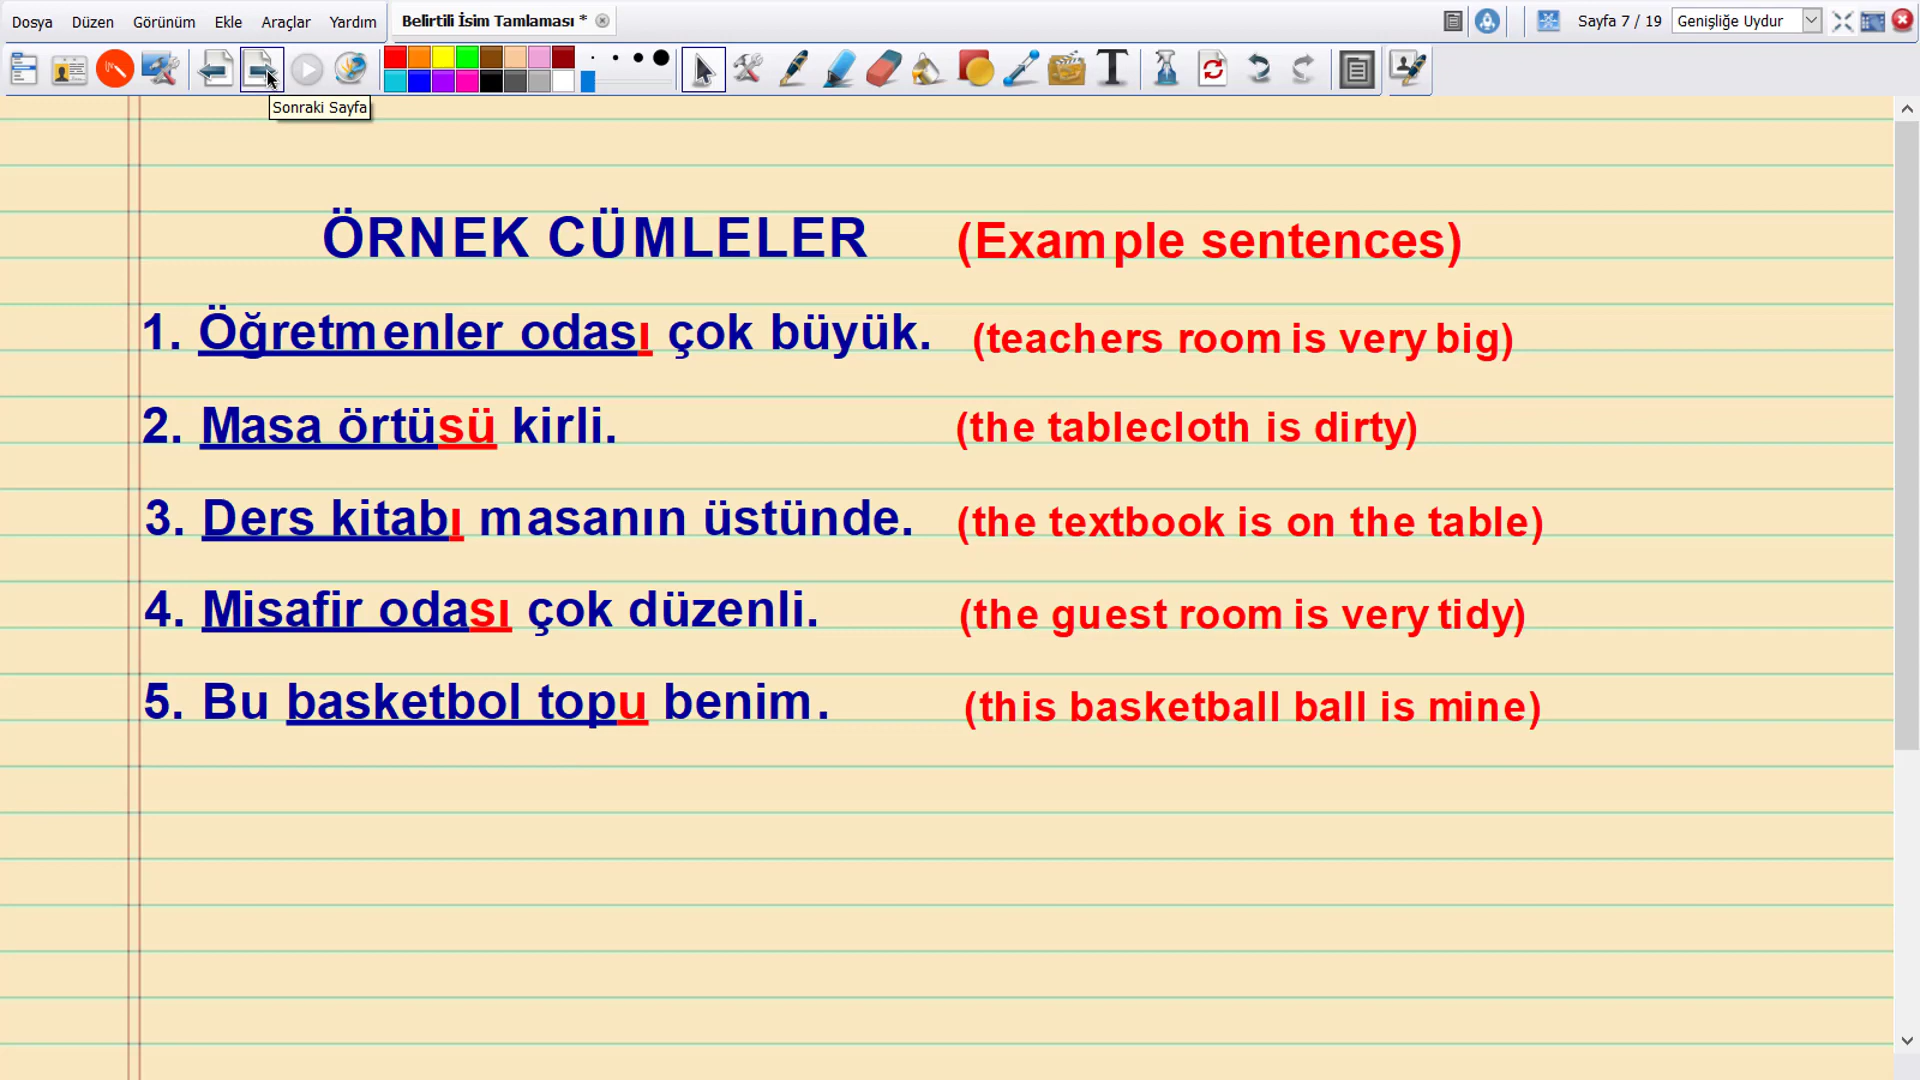 Dosya Düzen Görünüm Ekle Araçlar Yardım Belirtili İsim Tamlaması * Sayfa 7 / 19 Genişliğe Uydur
Sonraki Sayfa
ÖRNEK CÜMLELER (Example sentences)
1. Öğretmenler odası çok büyük. (teachers room is very big)
2. Masa örtüsü kirli. (the tablecloth is dirty)
3. Ders kitabı masanın üstünde. (the textbook is on the table)
4. Misafir odası çok düzenli. (the guest room is very tidy)
5. Bu basketbol topu benim. (this basketball ball is mine)